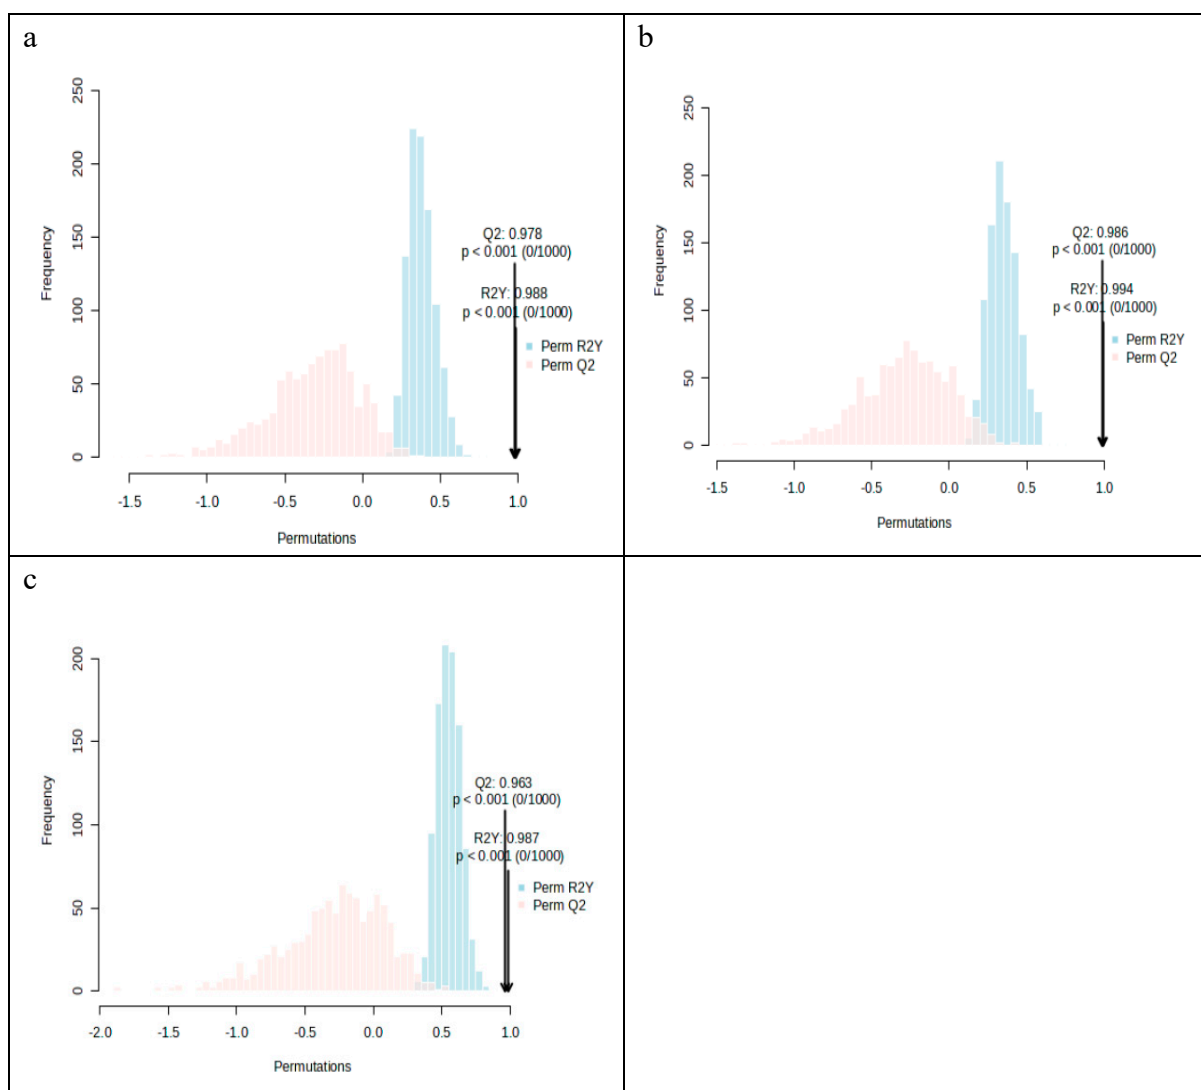 a
250
200
150
100
50
0
Frequency
Q2: 0.978
p < 0.001 (0/1000)
R2Y: 0.988
p < 0.001 (0/1000)
Perm R2Y
Perm Q2
-1.5 -1.0 -0.5 0.0 0.5 1.0
Permutations
b
250
200
150
100
50
0
Frequency
Q2: 0.986
p < 0.001 (0/1000)
R2Y: 0.994
p < 0.001 (0/1000)
Perm R2Y
Perm Q2
-1.5 -1.0 -0.5 0.0 0.5 1.0
Permutations
c
200
150
100
50
0
Frequency
Q2: 0.963
p < 0.001 (0/1000)
R2Y: 0.987
p < 0.001 (0/1000)
Perm R2Y
Perm Q2
-2.0 -1.5 -1.0 -0.5 0.0 0.5 1.0
Permutations